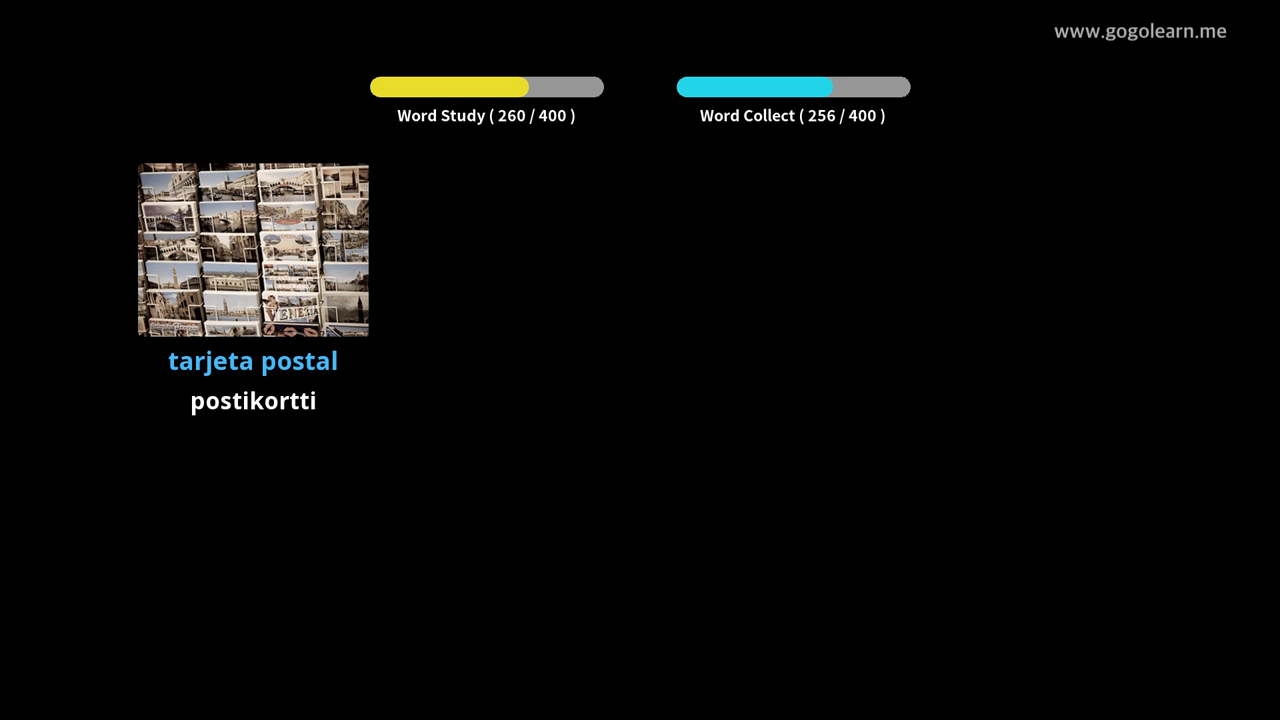 www.gogolearn.me
Word Study ( 260 / 400 )
Word Collect ( 256 / 400 )
tarjeta postal
postikortti